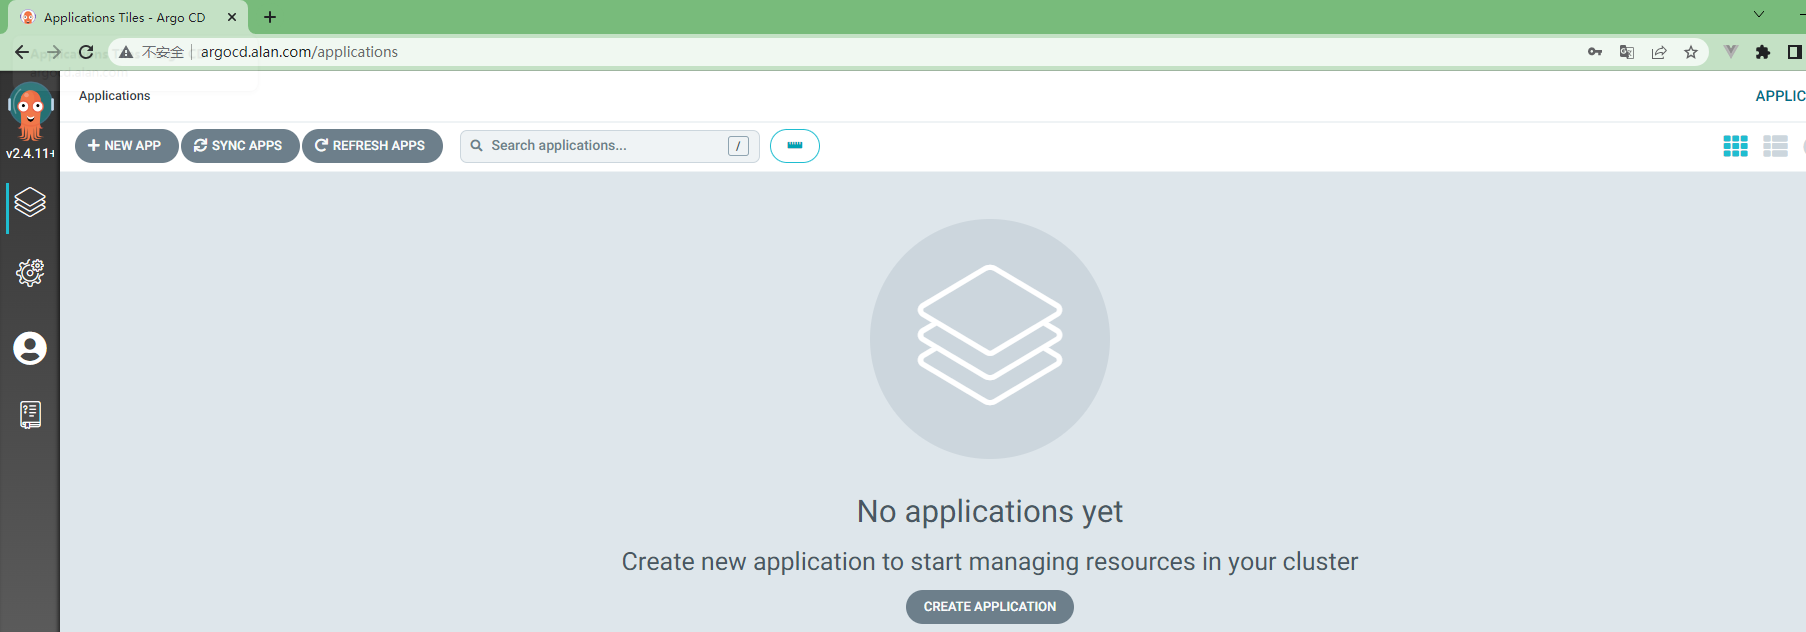 Applications Tiles - Argo CD
不安全 argocd.alan.com/applications
Applications
APPLIC
v2.4.11+
NEW APP
SYNC APPS
REFRESH APPS
Search applications...
/
No applications yet
Create new application to start managing resources in your cluster
CREATE APPLICATION